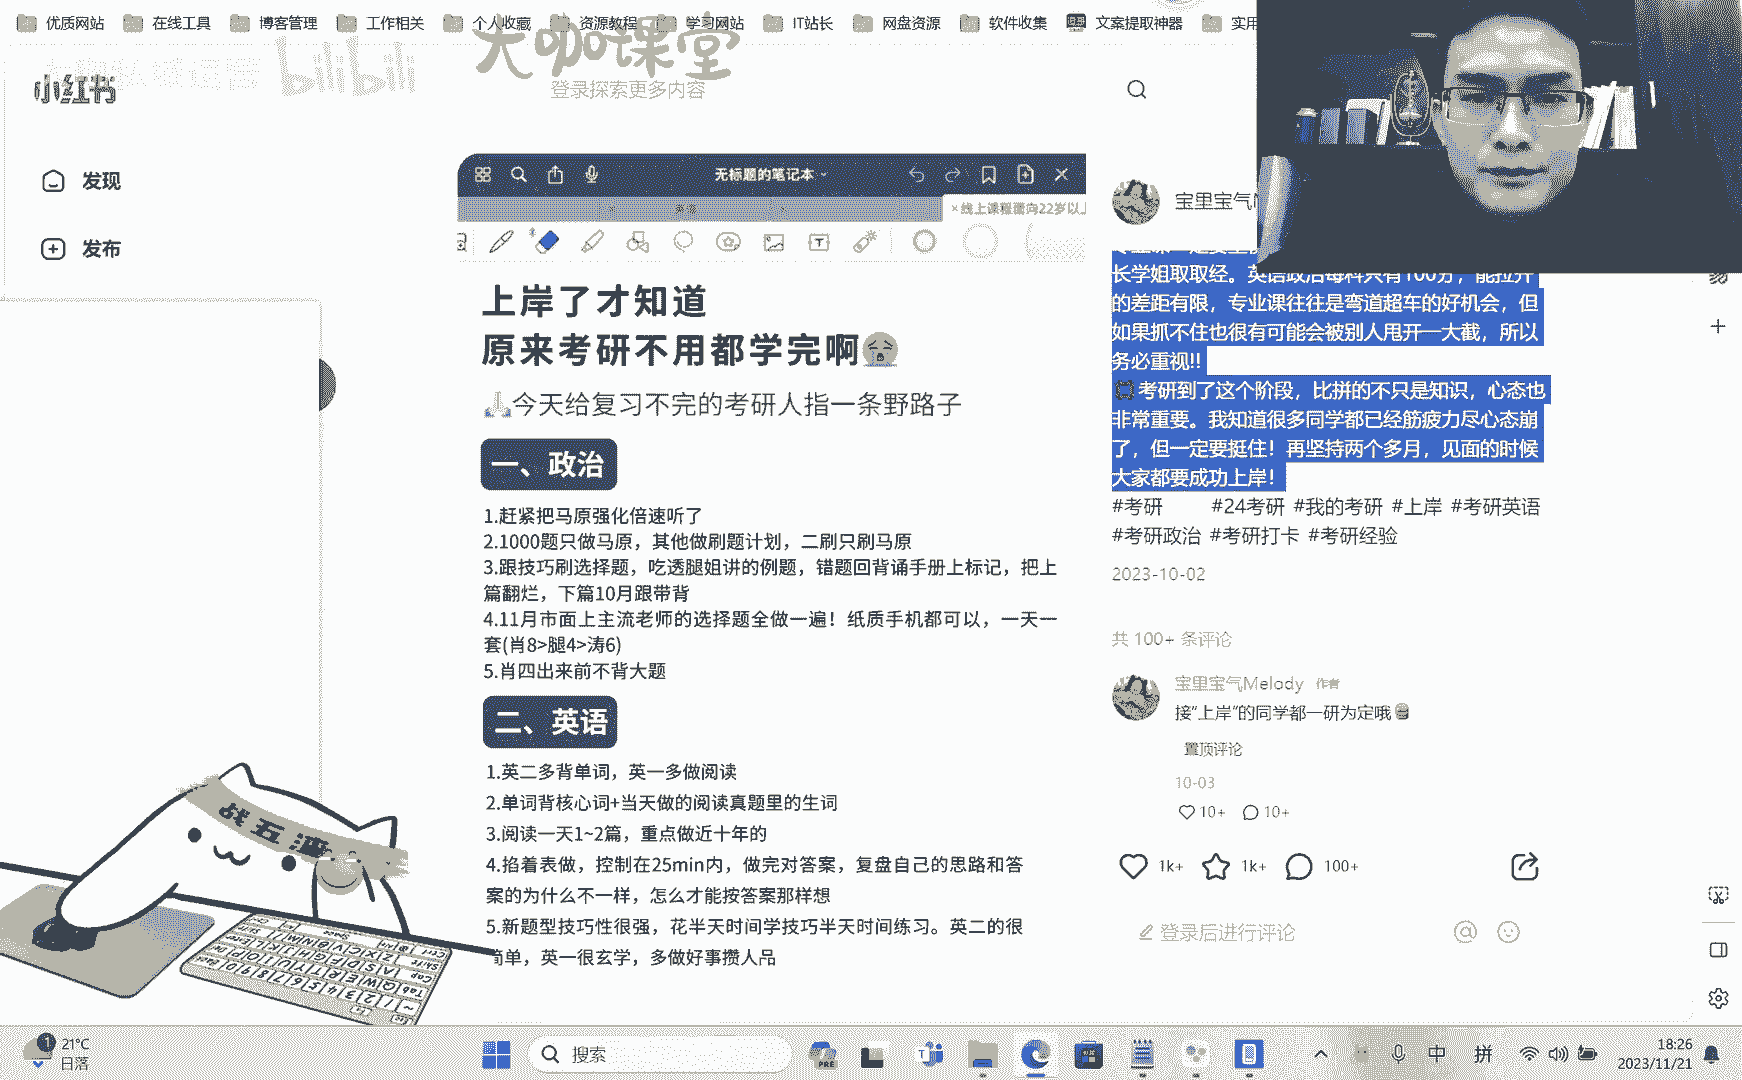 优质网站 在线工具 博客管理 工作相关 个人收藏 资源教程 学习网站 IT站长 网盘资源 软件收集 文案提取神器 实用
大咖课堂
bilibili
小红书
登录探索更多内容
发现
发布
无标题的笔记本
×线上课程面向22岁以上
上岸了才知道
原来考研不用都学完啊😭
🙏今天给复习不完的考研人指一条野路子
一、政治
1.赶紧把马原强化倍速听了
2.1000题只做马原，其他做刷题计划，二刷只刷马原
3.跟技巧刷选择题，吃透腿姐讲的例题，错题回背诵手册上标记，把上
篇翻烂，下篇10月跟带背
4.11月市面上主流老师的选择题全做一遍！纸质手机都可以，一天一
套(肖8>腿4>涛6)
5.肖四出来前不背大题
二、英语
1.英二多背单词，英一多做阅读
2.单词背核心词+当天做的阅读真题里的生词
3.阅读一天1~2篇，重点做近十年的
4.掐着表做，控制在25min内，做完对答案，复盘自己的思路和答
案的为什么不一样，怎么才能按答案那样想
5.新题型技巧性很强，花半天时间学技巧半天时间练习。英二的很
简单，英一很玄学，多做好事攒人品
宝里宝气M
长学姐取取经。英语政治每科只有100分，能拉开
的差距有限，专业课往往是弯道超车的好机会，但
如果抓不住也很有可能会被别人甩开一大截，所以
务必重视!!
考研到了这个阶段，比拼的不只是知识，心态也
非常重要。我知道很多同学都已经筋疲力尽心态崩
了，但一定要挺住！再坚持两个多月，见面的时候
大家都要成功上岸！
#考研 #24考研 #我的考研 #上岸 #考研英语
#考研政治 #考研打卡 #考研经验
2023-10-02
共 100+ 条评论
宝里宝气Melody 作者
接“上岸”的同学都一研为定哦
置顶评论
10-03
10+ 10+
1k+ 1k+ 100+
登录后进行评论
1 21°C
日落
搜索
PRE
中 拼
18:26
2023/11/21